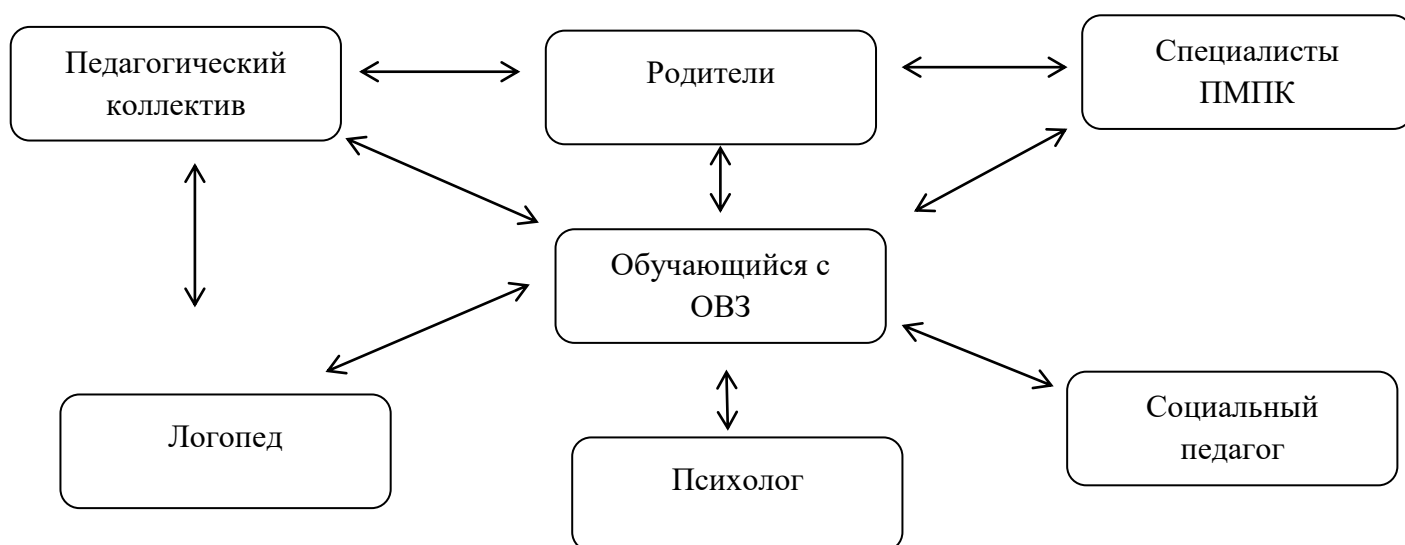 Педагогический
коллектив
Родители
Специалисты
ПМПК
Обучающийся с
ОВЗ
Логопед
Психолог
Социальный
педагог